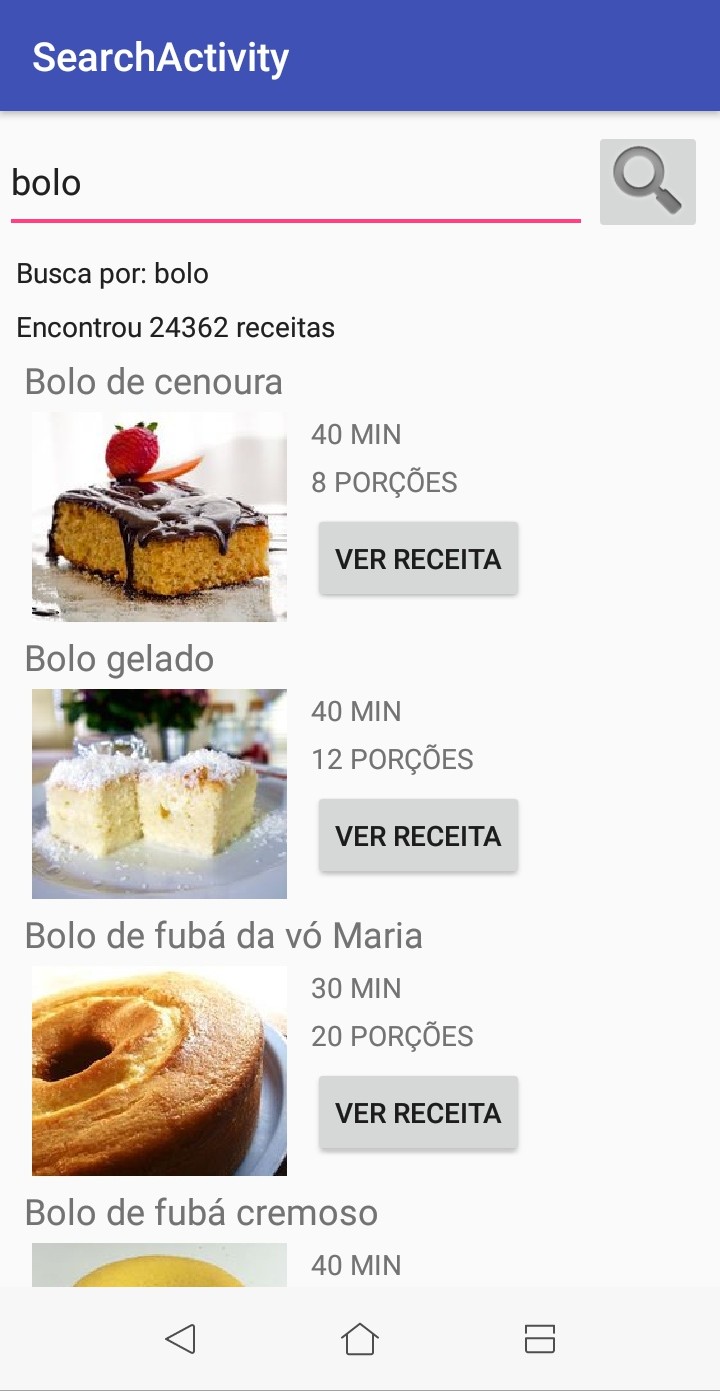 SearchActivity
bolo
Busca por: bolo
Encontrou 24362 receitas
Bolo de cenoura
40 MIN
8 PORÇÕES
VER RECEITA
Bolo gelado
40 MIN
12 PORÇÕES
VER RECEITA
Bolo de fubá da vó Maria
30 MIN
20 PORÇÕES
VER RECEITA
Bolo de fubá cremoso
40 MIN